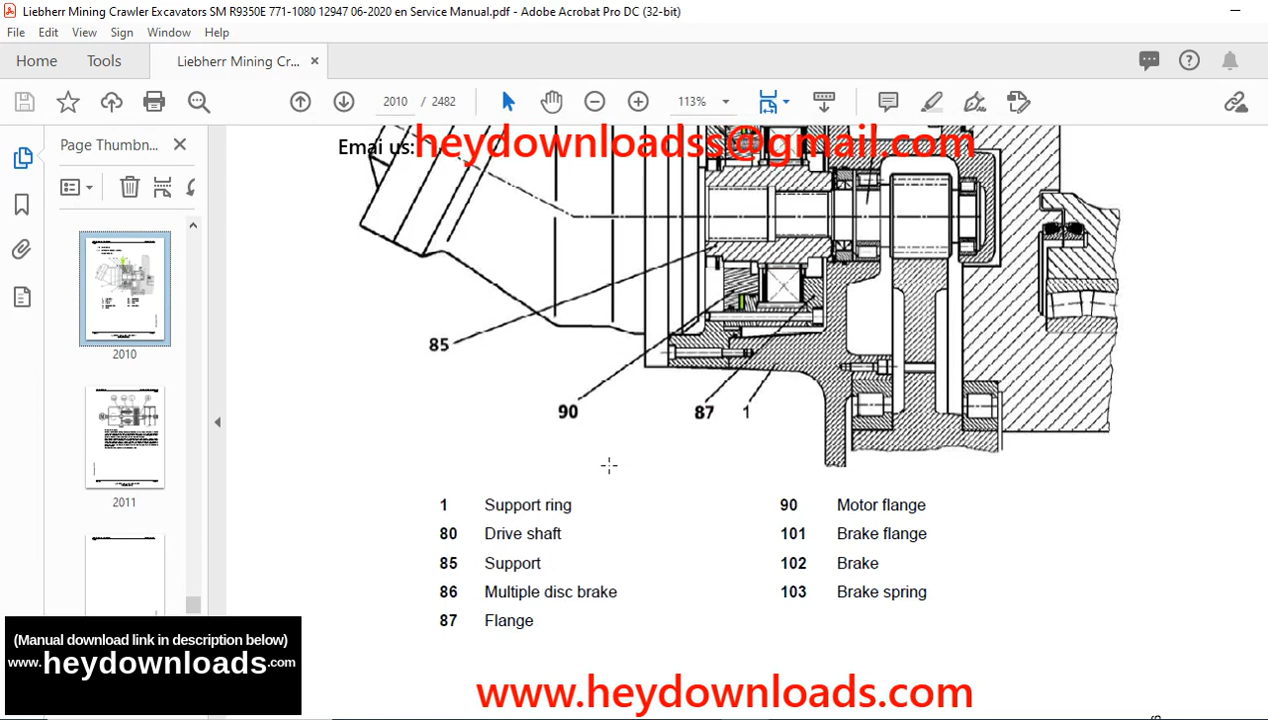 Liebherr Mining Crawler Excavators SM R9350E 771-1080 12947 06-2020 en Service Manual.pdf - Adobe Acrobat Pro DC (32-bit)
File Edit View Sign Window Help
Home Tools Liebherr Mining Cr... ×
2010 / 2482 113%
Page Thumbn...
Emai us: heydownloadss@gmail.com
85
90 87 1
2010
2011
1 Support ring 90 Motor flange
80 Drive shaft 101 Brake flange
85 Support 102 Brake
86 Multiple disc brake 103 Brake spring
87 Flange
(Manual download link in description below)
www.heydownloads.com
www.heydownloads.com